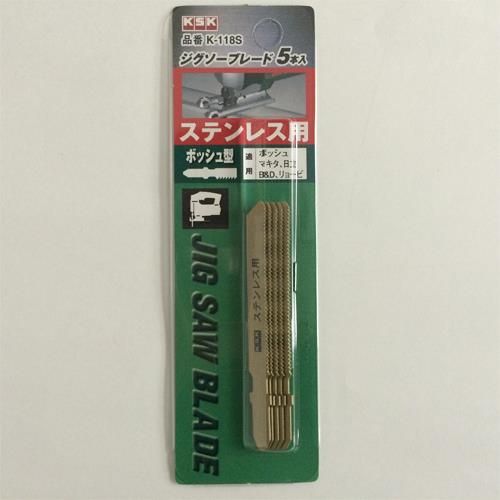 KSK
品番 K-118S
ジグソーブレード 5本入
ステンレス用
ボッシュ型
適用
ボッシュ
マキタ、日立
B&D、リョービ
JIG SAW BLADE
KSK ステンレス用